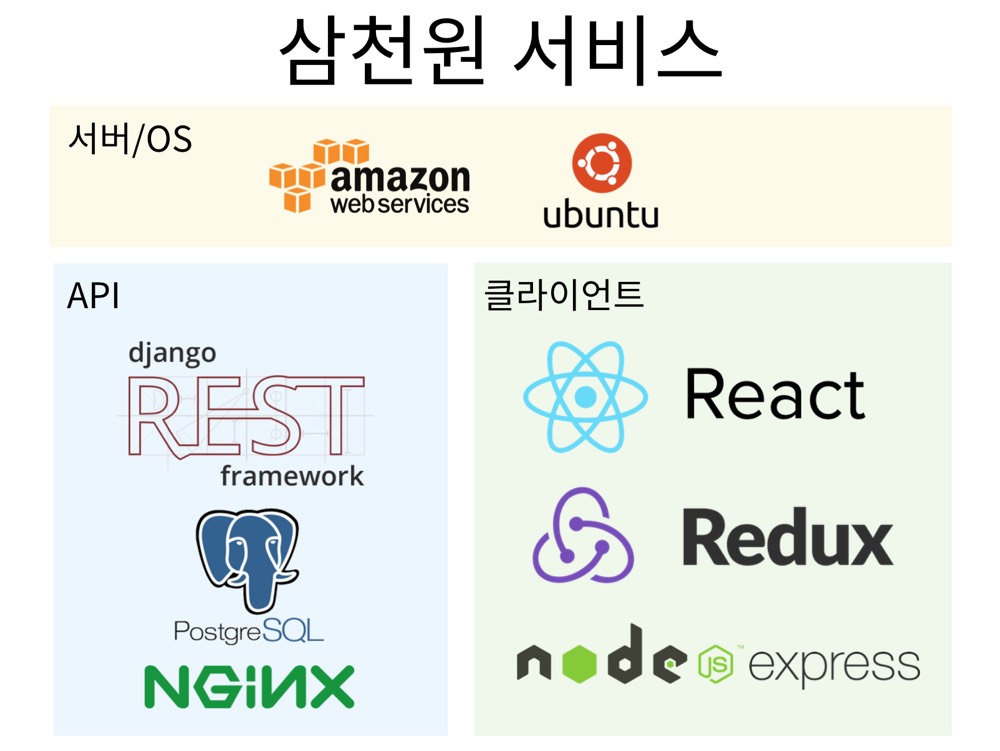 삼천원 서비스
서버/OS
amazon
web services
ubuntu
API
django
REST
framework
PostgreSQL
NGINX
클라이언트
React
Redux
node JS ™ express